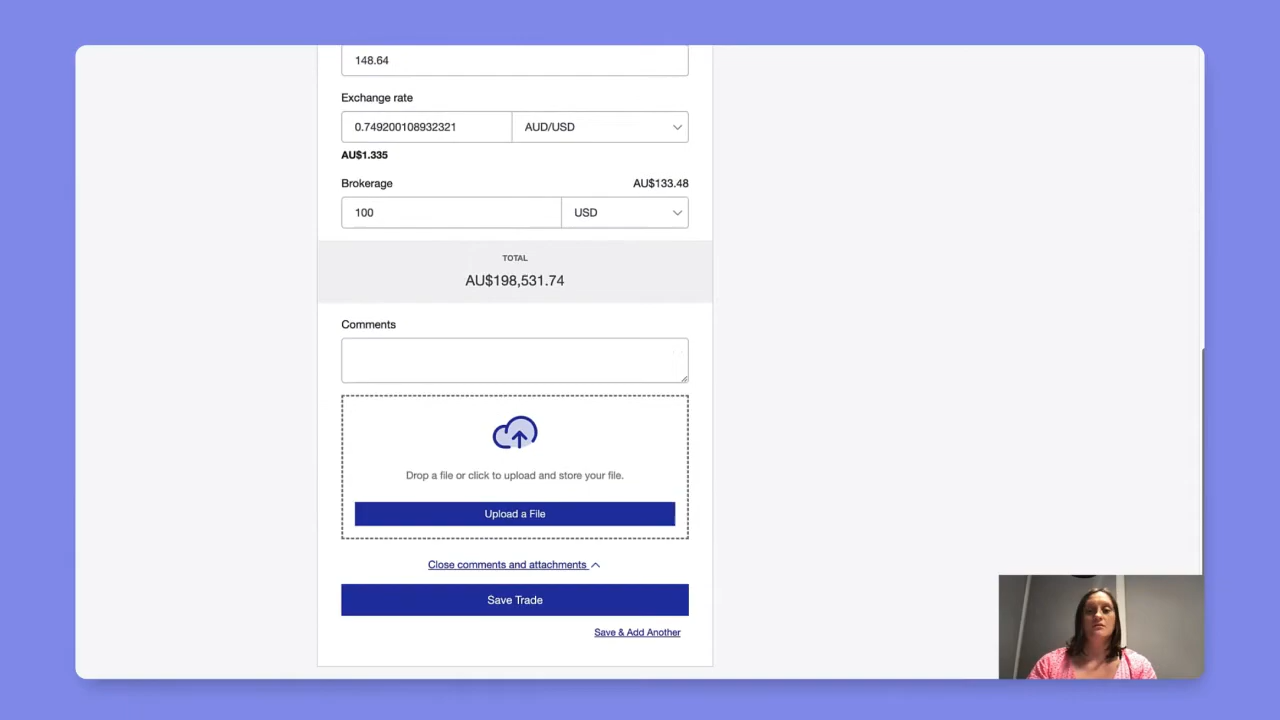 148.64
Exchange rate
0.749200108932321
AUD/USD
AU$1.335
Brokerage
AU$133.48
100
USD
TOTAL
AU$198,531.74
Comments
Drop a file or click to upload and store your file.
Upload a File
Close comments and attachments
Save Trade
Save & Add Another